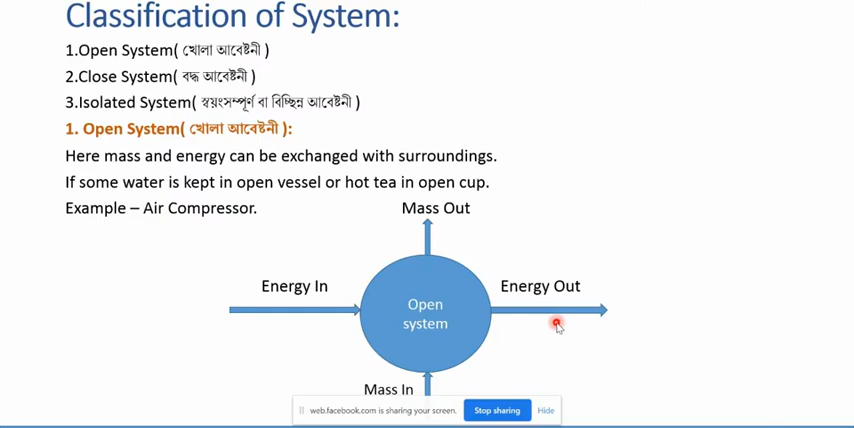 Classification of System:
1.Open System( খোলা আবেষ্টনী )
2.Close System( বদ্ধ আবেষ্টনী )
3.Isolated System( স্বয়ংসম্পূর্ণ বা বিচ্ছিন্ন আবেষ্টনী )
1. Open System( খোলা আবেষ্টনী ):
Here mass and energy can be exchanged with surroundings.
If some water is kept in open vessel or hot tea in open cup.
Example – Air Compressor.
Mass Out
Energy In
Energy Out
Open
system
Mass In
web.facebook.com is sharing your screen.
Stop sharing
Hide